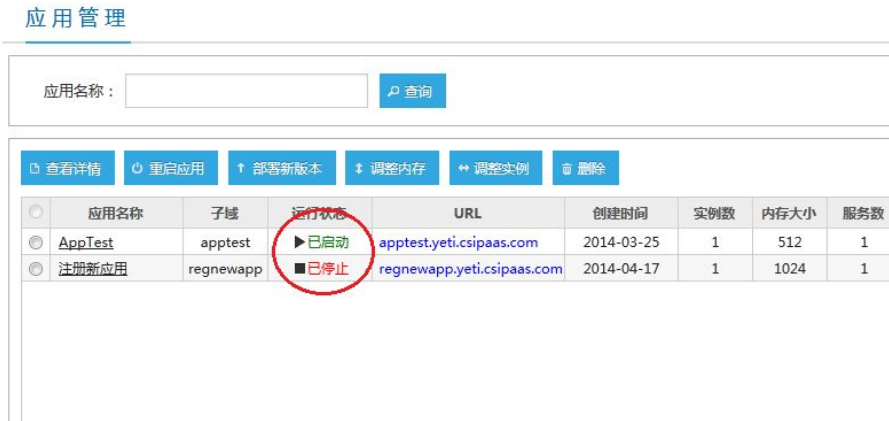 应用管理
应用名称： 查询
查看详情 重启应用 部署新版本 调整内存 调整实例 删除
应用名称 子域 运行状态 URL 创建时间 实例数 内存大小 服务数
AppTest apptest 已启动 apptest.yeti.csipaas.com 2014-03-25 1 512 1
注册新应用 regnewapp 已停止 regnewapp.yeti.csipaas.com 2014-04-17 1 1024 1